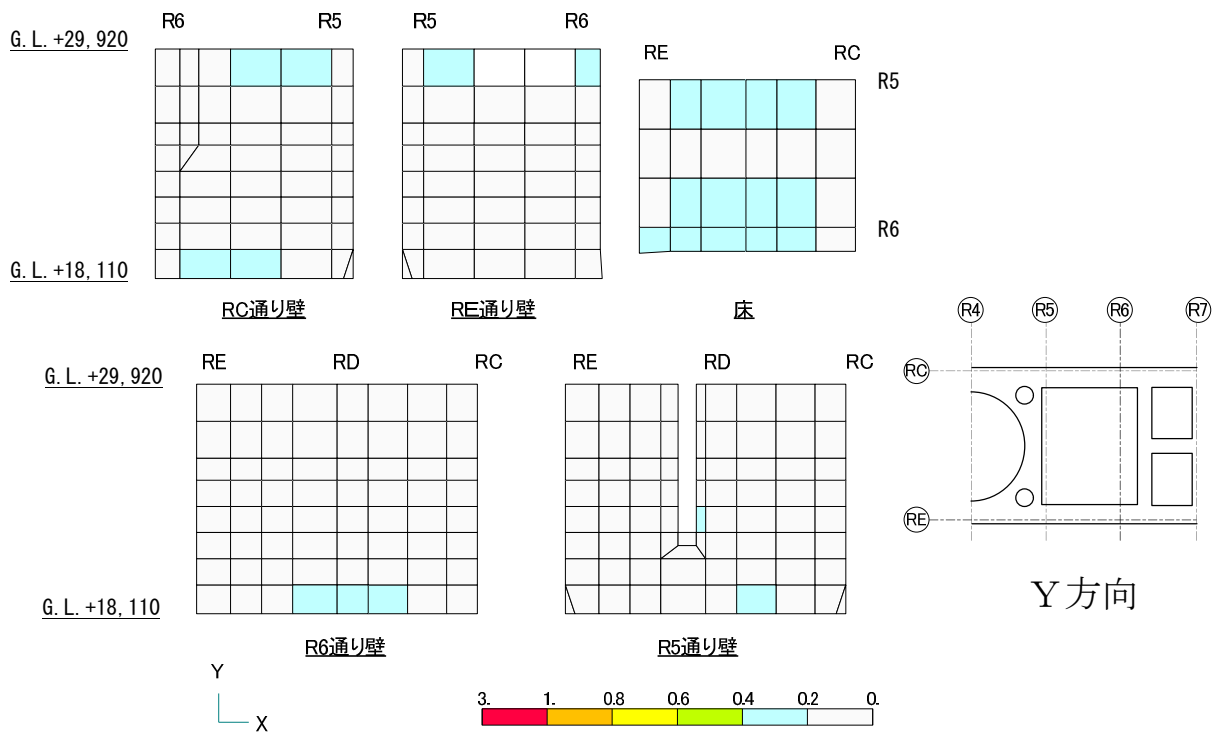 R6 R5
R5 R6
G.L.+29,920
RE RC
R5
R6
G.L.+18,110
RC通り壁
RE通り壁
床
R4 R5 R6 R7
RC
RE
Y方向
RE RD RC
RE RD RC
G.L.+29,920
G.L.+18,110
R6通り壁
R5通り壁
Y
X
3. 1. 0.8 0.6 0.4 0.2 0.